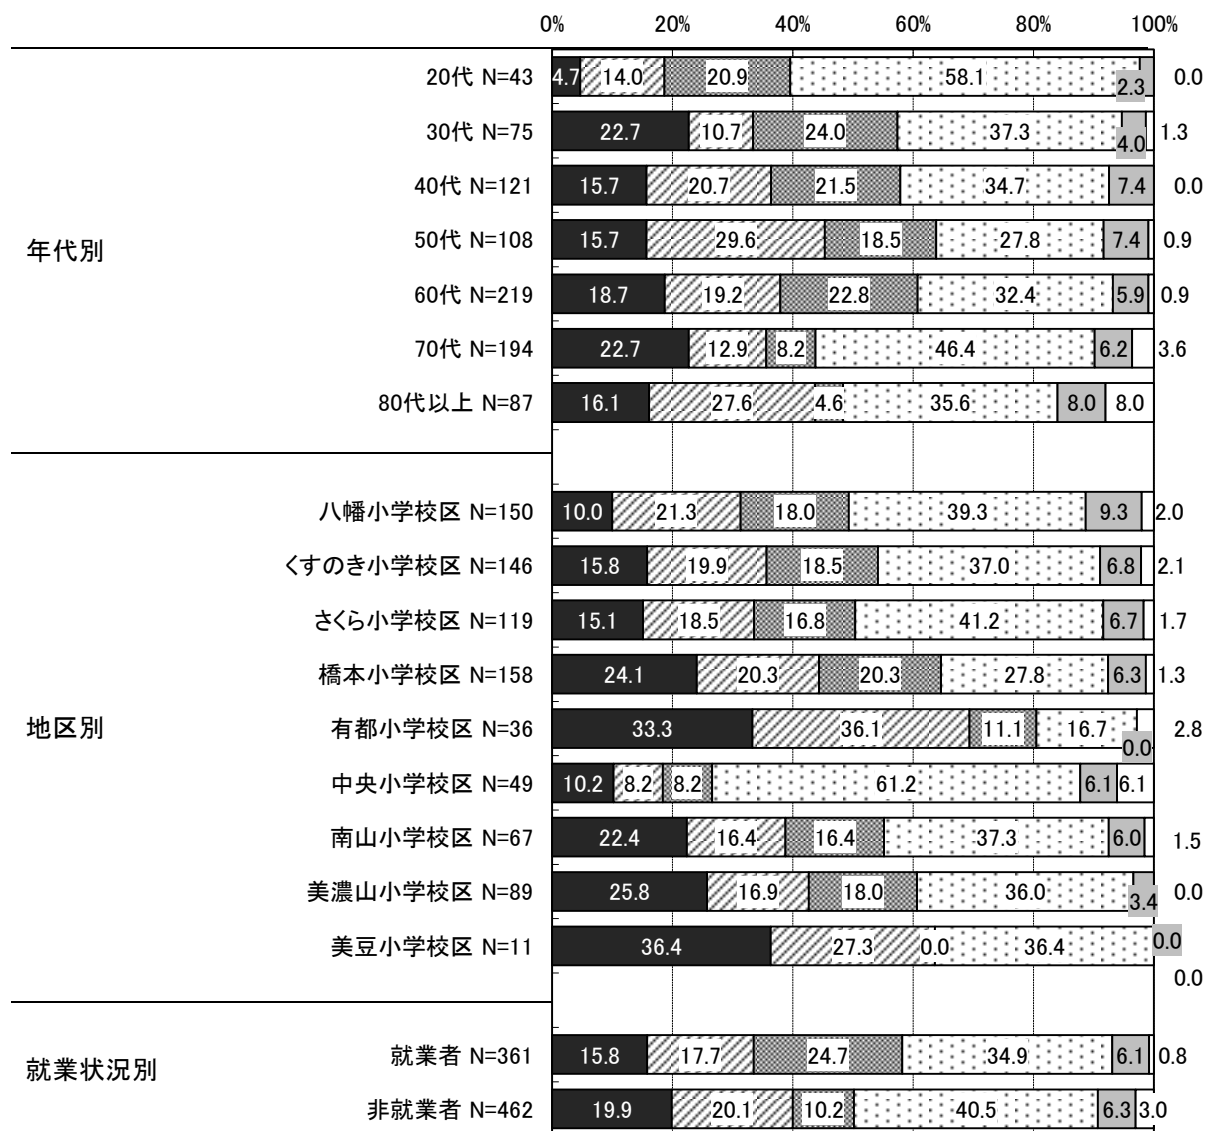 0% 20% 40% 60% 80% 100%
20代 N=43 4.7 14.0 20.9 58.1 2.3 0.0
30代 N=75 22.7 10.7 24.0 37.3 4.0 1.3
40代 N=121 15.7 20.7 21.5 34.7 7.4 0.0
年代別
50代 N=108 15.7 29.6 18.5 27.8 7.4 0.9
60代 N=219 18.7 19.2 22.8 32.4 5.9 0.9
70代 N=194 22.7 12.9 8.2 46.4 6.2 3.6
80代以上 N=87 16.1 27.6 4.6 35.6 8.0 8.0
八幡小学校区 N=150 10.0 21.3 18.0 39.3 9.3 2.0
くすのき小学校区 N=146 15.8 19.9 18.5 37.0 6.8 2.1
さくら小学校区 N=119 15.1 18.5 16.8 41.2 6.7 1.7
橋本小学校区 N=158 24.1 20.3 20.3 27.8 6.3 1.3
地区別
有都小学校区 N=36 33.3 36.1 11.1 16.7 0.0 2.8
中央小学校区 N=49 10.2 8.2 8.2 61.2 6.1 6.1
南山小学校区 N=67 22.4 16.4 16.4 37.3 6.0 1.5
美濃山小学校区 N=89 25.8 16.9 18.0 36.0 3.4 0.0
美豆小学校区 N=11 36.4 27.3 0.0 36.4 0.0 0.0
就業状況別
就業者 N=361 15.8 17.7 24.7 34.9 6.1 0.8
非就業者 N=462 19.9 20.1 10.2 40.5 6.3 3.0